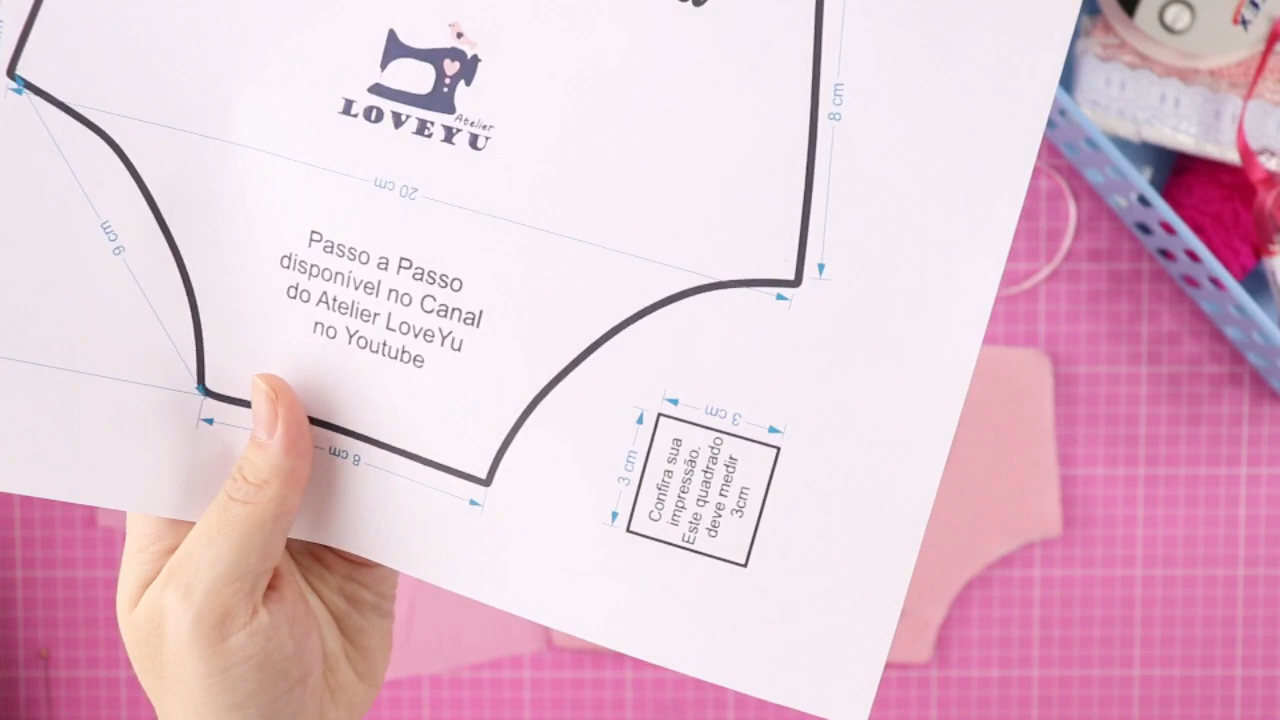 8 cm
Atelier
LOVEYU
20 cm
9 cm
Passo a Passo
disponível no Canal
do Atelier LoveYu
no Youtube
8 cm
3 cm
3 cm
Confira sua
impressão.
Este quadrado
deve medir
3cm